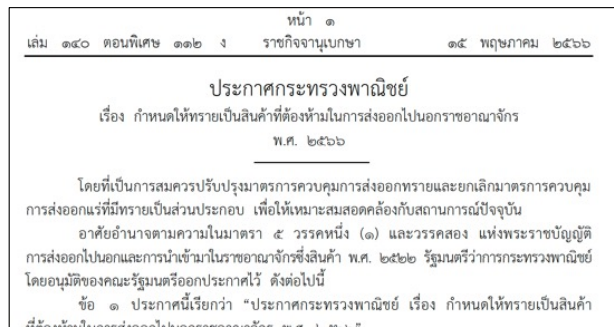 หน้า ๑
เล่ม ๑๔๐ ตอนพิเศษ ๑๑๒ ง ราชกิจจานุเบกษา ๑๕ พฤษภาคม ๒๕๖๖
ประกาศกระทรวงพาณิชย์
เรื่อง กำหนดให้ทรายเป็นสินค้าที่ต้องห้ามในการส่งออกไปนอกราชอาณาจักร
พ.ศ. ๒๕๖๖
โดยที่เป็นการสมควรปรับปรุงมาตรการควบคุมการส่งออกทรายและยกเลิกมาตรการควบคุม
การส่งออกแร่ที่มีทรายเป็นส่วนประกอบ เพื่อให้เหมาะสมสอดคล้องกับสถานการณ์ปัจจุบัน
อาศัยอำนาจตามความในมาตรา ๕ วรรคหนึ่ง (๑) และวรรคสอง แห่งพระราชบัญญัติ
การส่งออกไปนอกและการนำเข้ามาในราชอาณาจักรซึ่งสินค้า พ.ศ. ๒๕๒๒ รัฐมนตรีว่าการกระทรวงพาณิชย์
โดยอนุมัติของคณะรัฐมนตรีออกประกาศไว้ ดังต่อไปนี้
ข้อ ๑ ประกาศนี้เรียกว่า “ประกาศกระทรวงพาณิชย์ เรื่อง กำหนดให้ทรายเป็นสินค้า